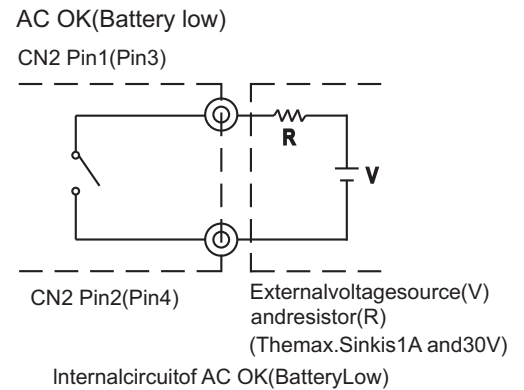 AC OK(Battery low)
CN2 Pin1(Pin3)
R
V
CN2 Pin2(Pin4)
Externalvoltagesource(V)
andresistor(R)
(Themax.Sinkis1A and30V)
Internalcircuitof AC OK(BatteryLow)